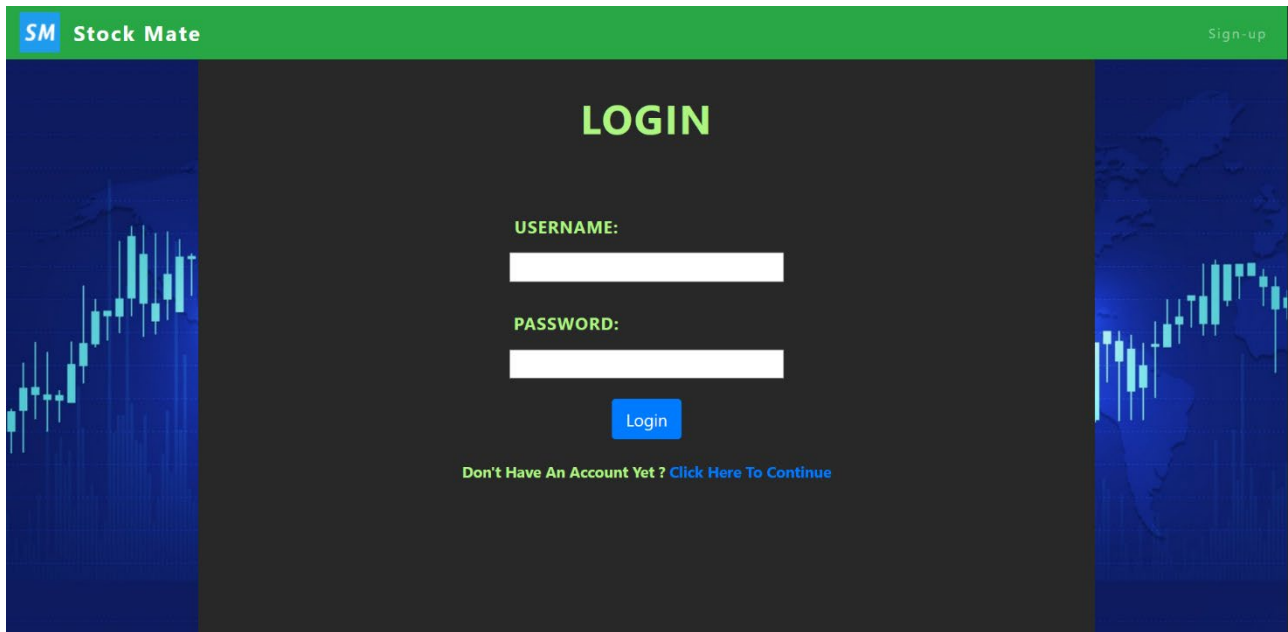 SM Stock Mate Sign-up
LOGIN
USERNAME:
PASSWORD:
Login
Don't Have An Account Yet ? Click Here To Continue